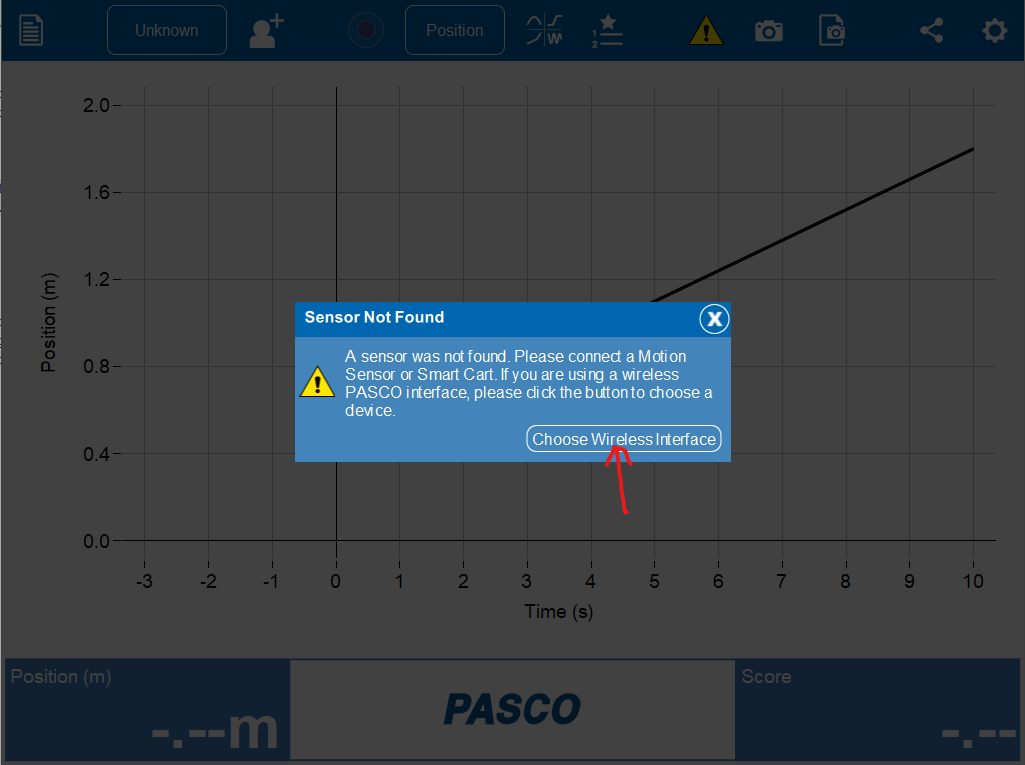 Unknown
Position
1
2
W
2.0
1.6
1.2
0.8
0.4
0.0
Position (m)
Sensor Not Found
X
A sensor was not found. Please connect a Motion
Sensor or Smart Cart. If you are using a wireless
PASCO interface, please click the button to choose a
device.
Choose Wireless Interface
-3 -2 -1 0 1 2 3 4 5 6 7 8 9 10
Time (s)
Position (m)
-.--m
PASCO
Score
-.--